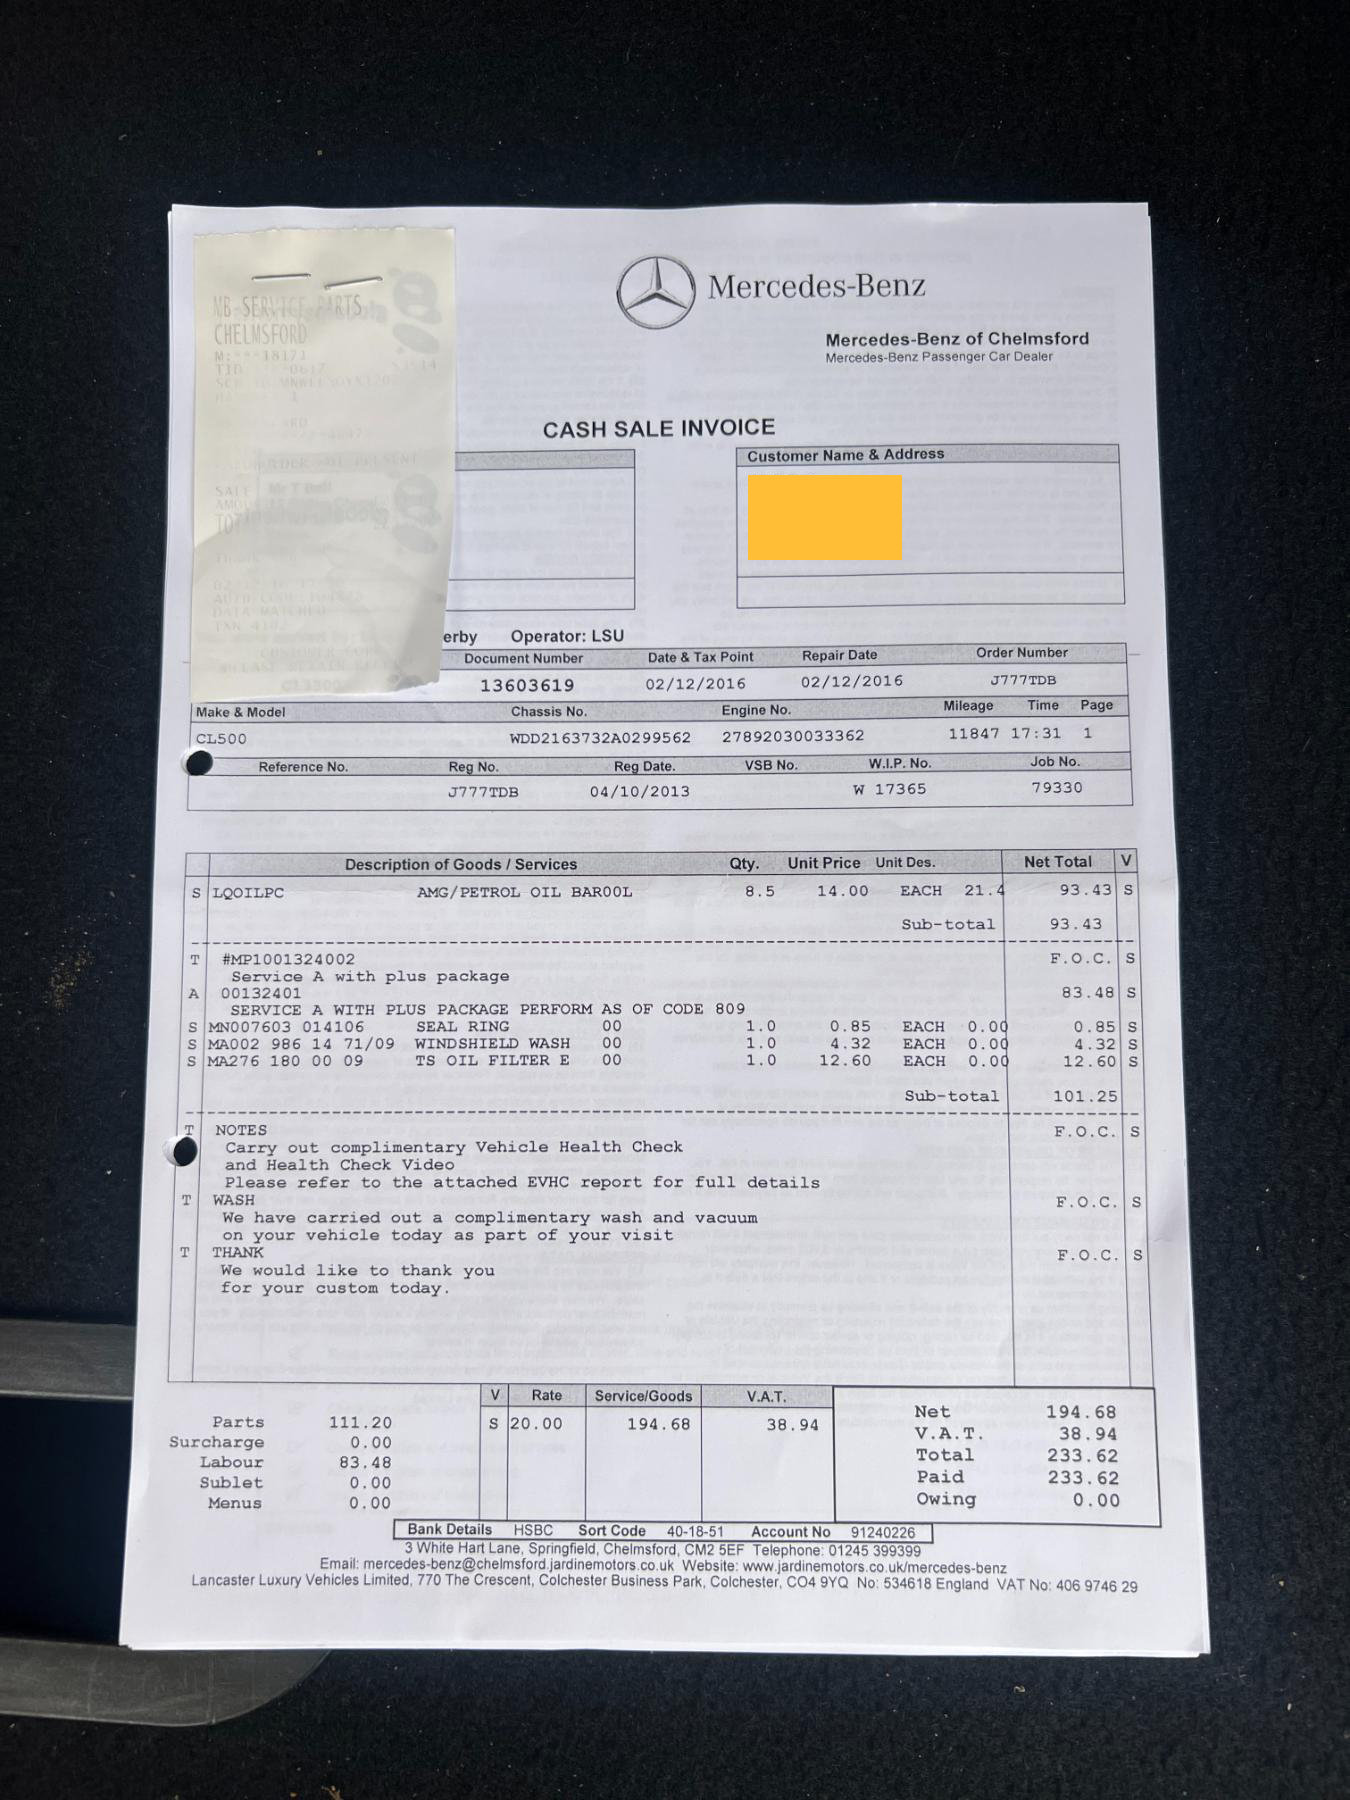 MB-SERVICE PARTS
CHELMSFORD
M:***18171
Mercedes-Benz
Mercedes-Benz of Chelmsford
Mercedes-Benz Passenger Car Dealer
CASH SALE INVOICE
Customer Name & Address
SALE
DATA MATCHED
TXN 4102
erby Operator: LSU
Document Number Date & Tax Point Repair Date Order Number
13603619 02/12/2016 02/12/2016 J777TDB
Make & Model Chassis No. Engine No. Mileage Time Page
CL500 WDD2163732A0299562 27892030033362 11847 17:31 1
Reference No. Reg No. Reg Date. VSB No. W.I.P. No. Job No.
J777TDB 04/10/2013 W 17365 79330
Description of Goods / Services Qty. Unit Price Unit Des. Net Total V
S LQOILPC AMG/PETROL OIL BAR00L 8.5 14.00 EACH 21.4 93.43 S
Sub-total 93.43
T #MP1001324002 F.O.C. S
Service A with plus package
A 00132401 83.48 S
SERVICE A WITH PLUS PACKAGE PERFORM AS OF CODE 809
S MN007603 014106 SEAL RING 00 1.0 0.85 EACH 0.00 0.85 S
S MA002 986 14 71/09 WINDSHIELD WASH 00 1.0 4.32 EACH 0.00 4.32 S
S MA276 180 00 09 TS OIL FILTER E 00 1.0 12.60 EACH 0.00 12.60 S
Sub-total 101.25
T NOTES F.O.C. S
Carry out complimentary Vehicle Health Check
and Health Check Video
Please refer to the attached EVHC report for full details
T WASH F.O.C. S
We have carried out a complimentary wash and vacuum
on your vehicle today as part of your visit
T THANK F.O.C. S
We would like to thank you
for your custom today.
V Rate Service/Goods V.A.T.
S 20.00 194.68 38.94
Parts 111.20
Surcharge 0.00
Labour 83.48
Sublet 0.00
Menus 0.00
Net 194.68
V.A.T. 38.94
Total 233.62
Paid 233.62
Owing 0.00
Bank Details HSBC Sort Code 40-18-51 Account No 91240226
3 White Hart Lane, Springfield, Chelmsford, CM2 5EF Telephone: 01245 399399
Email: mercedes-benz@chelmsford.jardinemotors.co.uk Website: www.jardinemotors.co.uk/mercedes-benz
Lancaster Luxury Vehicles Limited, 770 The Crescent, Colchester Business Park, Colchester, CO4 9YQ No: 534618 England VAT No: 406 9746 29